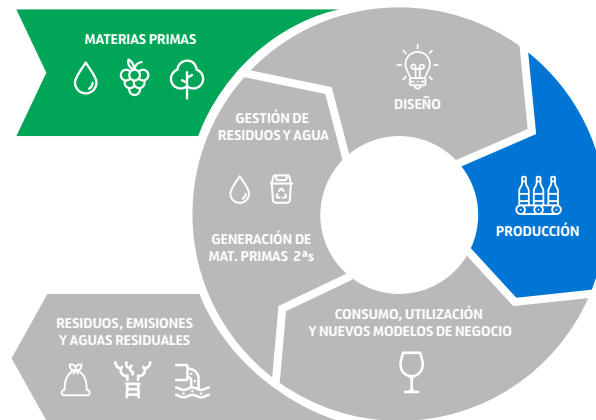 MATERIAS PRIMAS
DISEÑO
GESTIÓN DE
RESIDUOS Y AGUA
PRODUCCIÓN
GENERACIÓN DE
MAT. PRIMAS 2ªs
CONSUMO, UTILIZACIÓN
Y NUEVOS MODELOS DE NEGOCIO
RESIDUOS, EMISIONES
Y AGUAS RESIDUALES